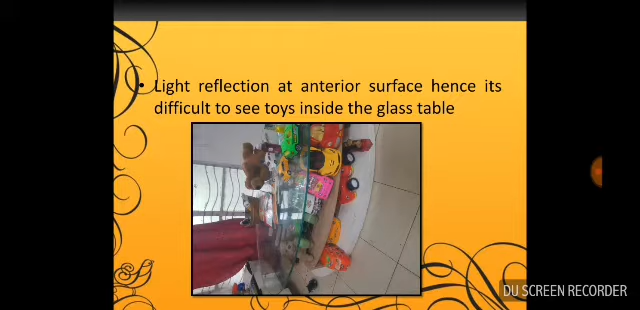 • Light reflection at anterior surface hence its
difficult to see toys inside the glass table
DU SCREEN RECORDER